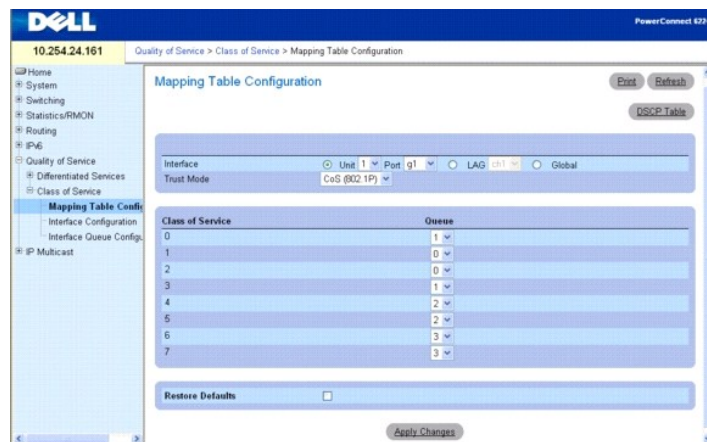 DELL
PowerConnect 622
10.254.24.161
Quality of Service > Class of Service > Mapping Table Configuration
Home
System
Switching
Statistics/RMON
Routing
IPv6
Quality of Service
Differentiated Services
Class of Service
Mapping Table Config
Interface Configuration
Interface Queue Configu
IP Multicast
Mapping Table Configuration
Print Refresh
DSCP Table
Interface Unit 1 Port g1 LAG ch1 Global
Trust Mode CoS (802.1P)
Class of Service Queue
0 1
1 0
2 0
3 1
4 2
5 2
6 3
7 3
Restore Defaults
Apply Changes